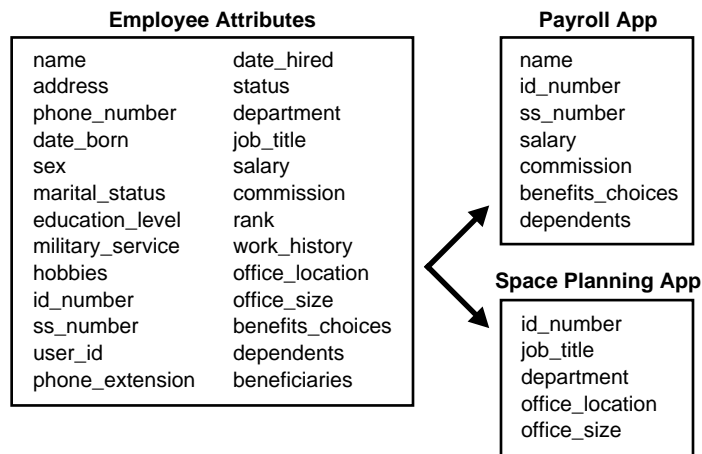 Employee Attributes
name
address
phone_number
date_born
sex
marital_status
education_level
military_service
hobbies
id_number
ss_number
user_id
phone_extension
date_hired
status
department
job_title
salary
commission
rank
work_history
office_location
office_size
benefits_choices
dependents
beneficiaries
Payroll App
name
id_number
ss_number
salary
commission
benefits_choices
dependents
Space Planning App
id_number
job_title
department
office_location
office_size